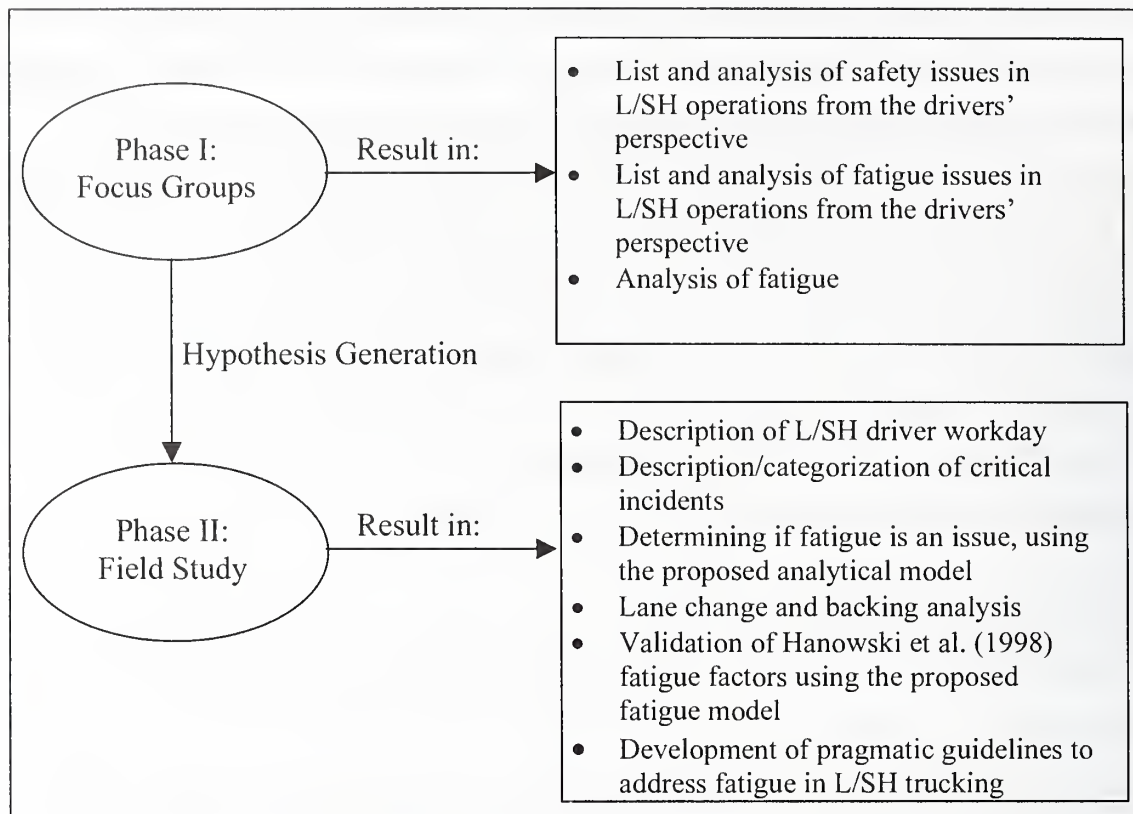 Phase I:
Focus Groups
Result in:
• List and analysis of safety issues in
L/SH operations from the drivers'
perspective
• List and analysis of fatigue issues in
L/SH operations from the drivers'
perspective
• Analysis of fatigue
Hypothesis Generation
Phase II:
Field Study
Result in:
• Description of L/SH driver workday
• Description/categorization of critical
incidents
• Determining if fatigue is an issue, using
the proposed analytical model
• Lane change and backing analysis
• Validation of Hanowski et al. (1998)
fatigue factors using the proposed
fatigue model
• Development of pragmatic guidelines to
address fatigue in L/SH trucking